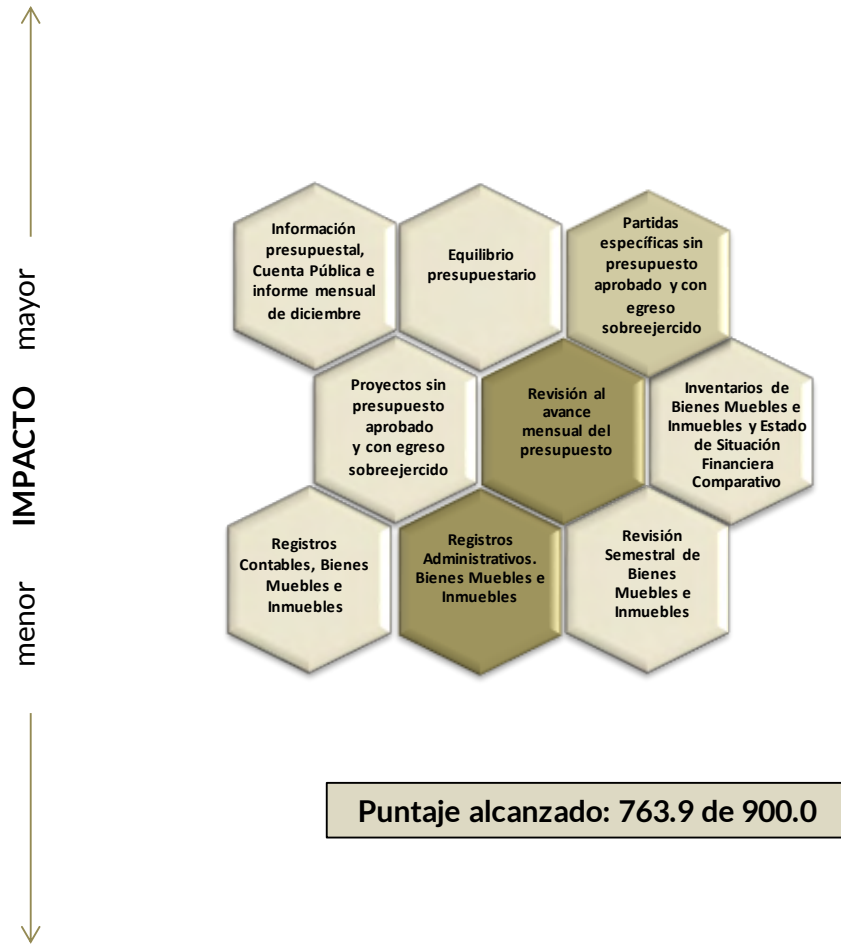 mayor
IMPACTO
menor
Información
presupuestal,
Cuenta Pública e
informe mensual
de diciembre
Equilibrio
presupuestario
Partidas
específicas sin
presupuesto
aprobado y con
egreso
sobreejercido
Proyectos sin
presupuesto
aprobado
y con egreso
sobreejercido
Revisión al
avance
mensual del
presupuesto
Inventarios de
Bienes Muebles e
Inmuebles y Estado
de Situación
Financiera
Comparativo
Registros
Contables, Bienes
Muebles e
Inmuebles
Registros
Administrativos.
Bienes Muebles e
Inmuebles
Revisión
Semestral de
Bienes
Muebles e
Inmuebles
Puntaje alcanzado: 763.9 de 900.0